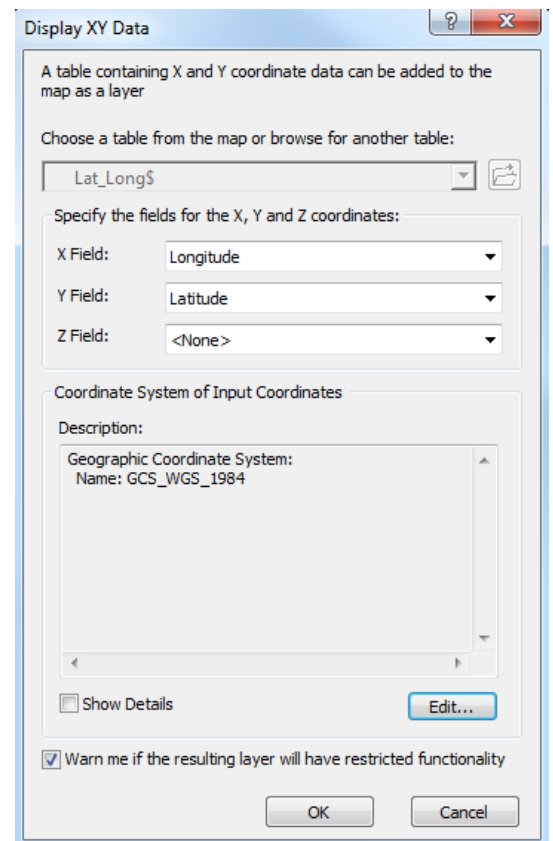 Display XY Data
?
X
A table containing X and Y coordinate data can be added to the
map as a layer
Choose a table from the map or browse for another table:
Lat_Long$
Specify the fields for the X, Y and Z coordinates:
X Field:
Longitude
Y Field:
Latitude
Z Field:
<None>
Coordinate System of Input Coordinates
Description:
Geographic Coordinate System:
Name: GCS_WGS_1984
Show Details
Edit...
Warn me if the resulting layer will have restricted functionality
OK
Cancel